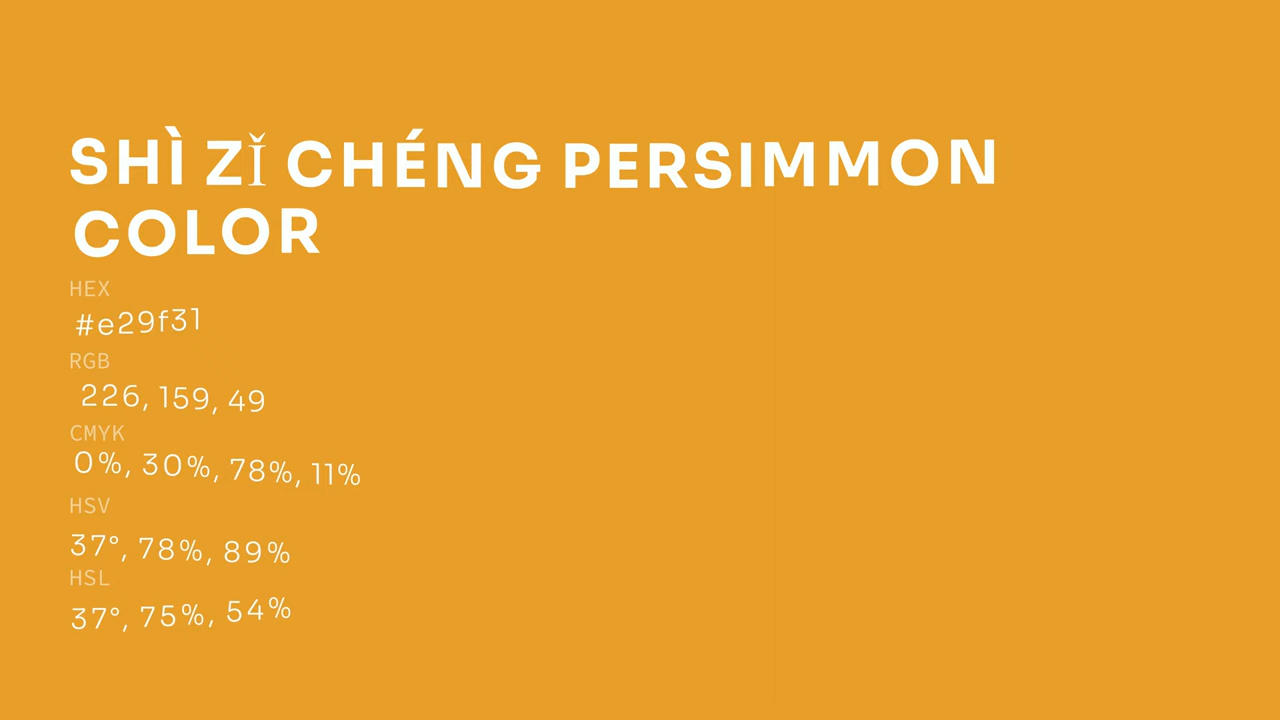 SHÌ ZǏ CHÉNG PERSIMMON
COLOR
HEX
#e29f31
RGB
226, 159, 49
CMYK
0%, 30%, 78%, 11%
HSV
37°, 78%, 89%
HSL
37°, 75%, 54%